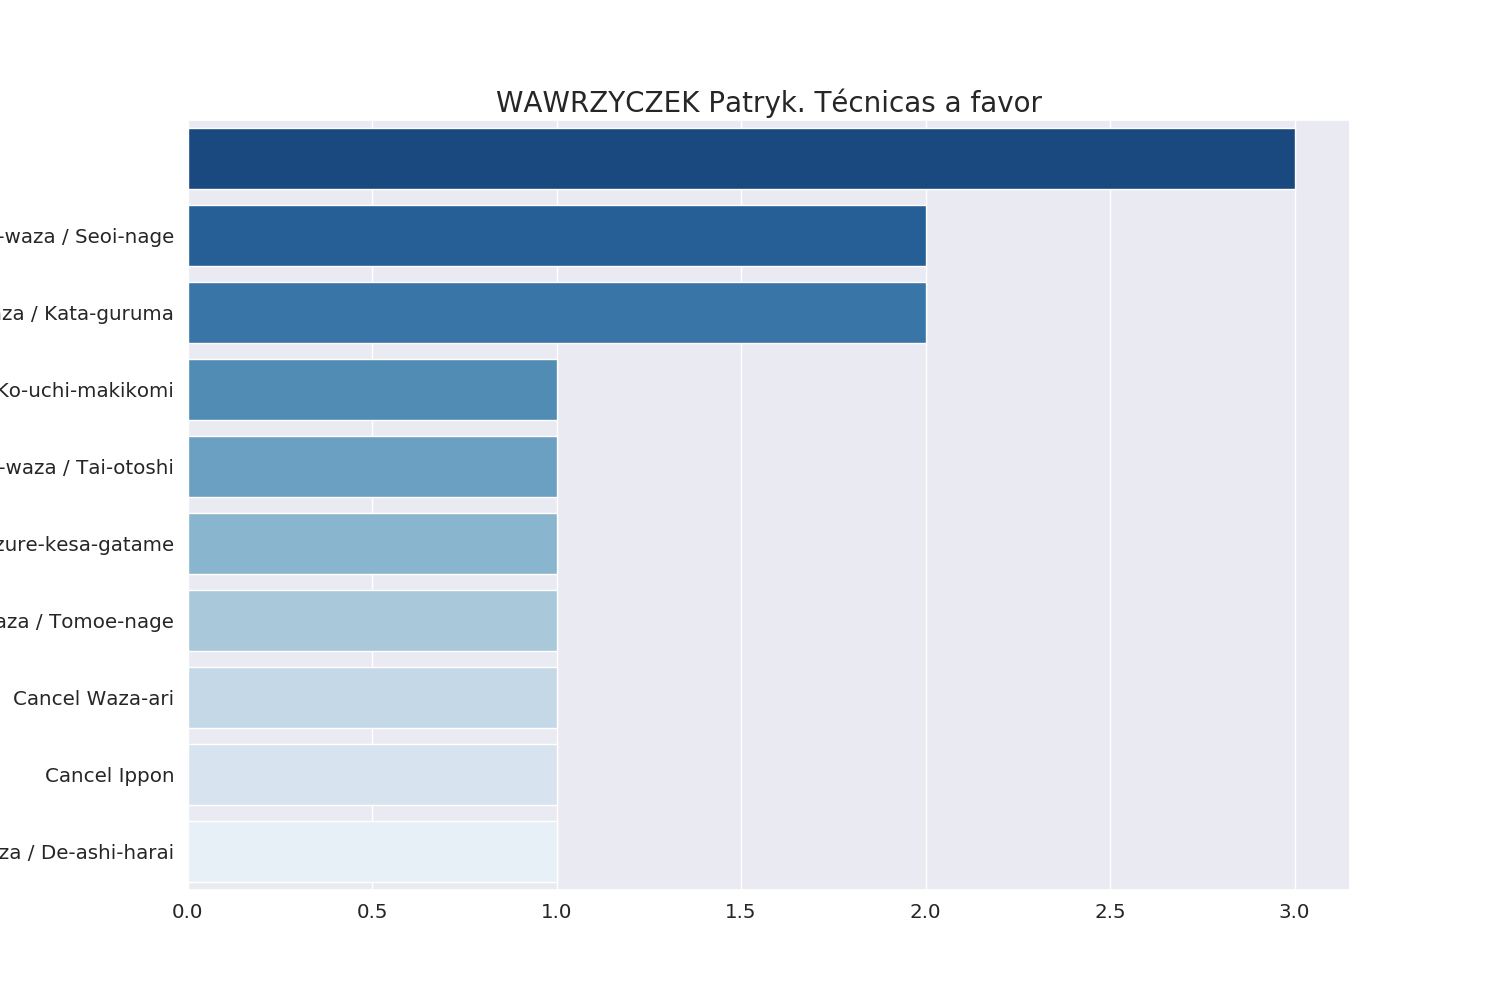 WAWRZYCZEK Patryk. Técnicas a favor
-waza / Seoi-nage
za / Kata-guruma
Ko-uchi-makikomi
-waza / Tai-otoshi
zure-kesa-gatame
aza / Tomoe-nage
Cancel Waza-ari
Cancel Ippon
za / De-ashi-harai
0.0 0.5 1.0 1.5 2.0 2.5 3.0